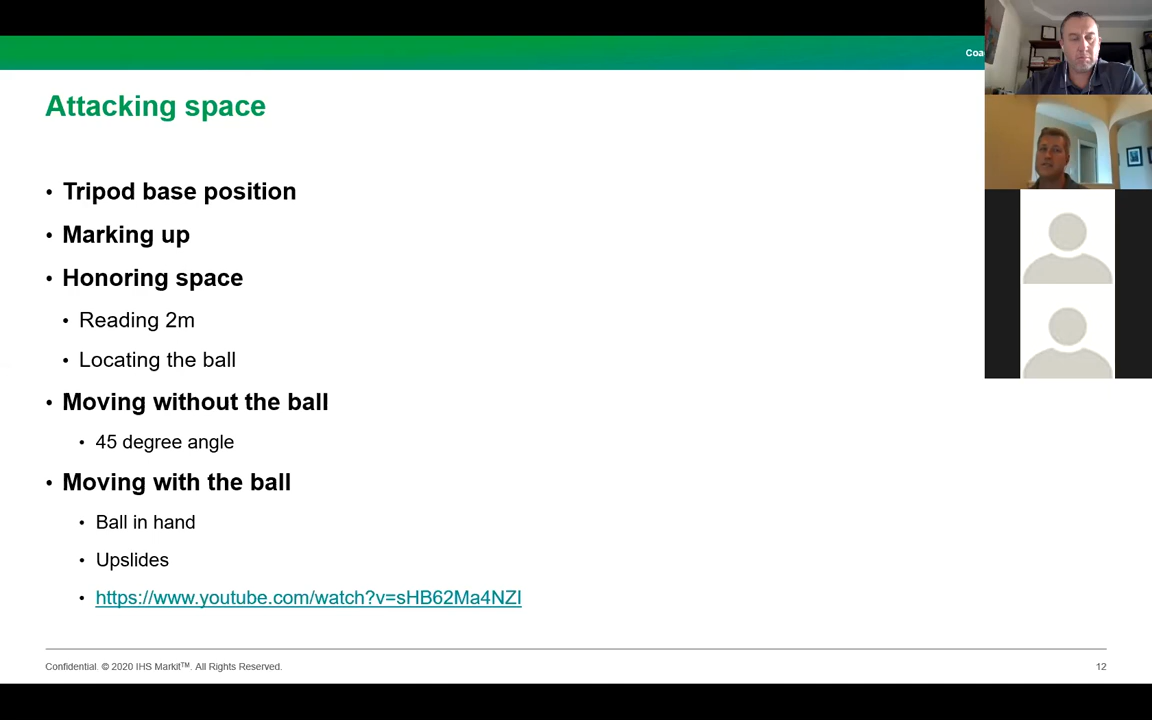 Coa
Attacking space
• Tripod base position
• Marking up
• Honoring space
• Reading 2m
• Locating the ball
• Moving without the ball
• 45 degree angle
• Moving with the ball
• Ball in hand
• Upslides
• https://www.youtube.com/watch?v=sHB62Ma4NZI
Confidential. © 2020 IHS Markit™. All Rights Reserved.
12